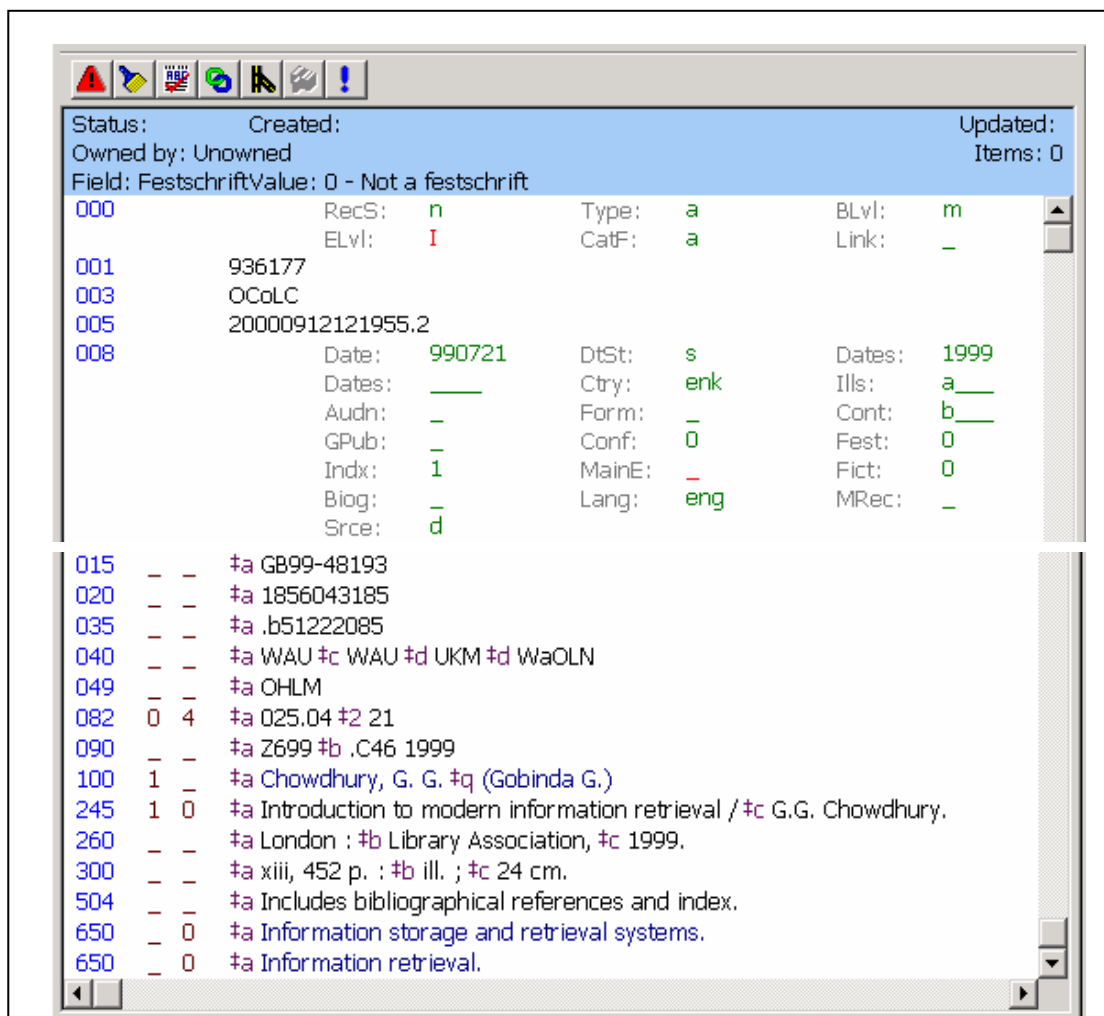 ABC
Status: Created: Updated:
Owned by: Unowned Items: 0
Field: FestschriftValue: 0 - Not a festschrift
000 RecS: n Type: a BLvl: m
ELvl: I CatF: a Link: _
001 936177
003 OCoLC
005 20000912121955.2
008 Date: 990721 DtSt: s Dates: 1999
Dates: ____ Ctry: enk Ills: a___
Audn: _ Form: _ Cont: b___
GPub: _ Conf: 0 Fest: 0
Indx: 1 MainE: _ Fict: 0
Biog: _ Lang: eng MRec: _
Srce: d
015 _ _ ‡a GB99-48193
020 _ _ ‡a 1856043185
035 _ _ ‡a .b51222085
040 _ _ ‡a WAU ‡c WAU ‡d UKM ‡d WaOLN
049 _ _ ‡a OHLM
082 0 4 ‡a 025.04 ‡2 21
090 _ _ ‡a Z699 ‡b .C46 1999
100 1 _ ‡a Chowdhury, G. G. ‡q (Gobinda G.)
245 1 0 ‡a Introduction to modern information retrieval / ‡c G.G. Chowdhury.
260 _ _ ‡a London : ‡b Library Association, ‡c 1999.
300 _ _ ‡a xiii, 452 p. : ‡b ill. ; ‡c 24 cm.
504 _ _ ‡a Includes bibliographical references and index.
650 _ 0 ‡a Information storage and retrieval systems.
650 _ 0 ‡a Information retrieval.